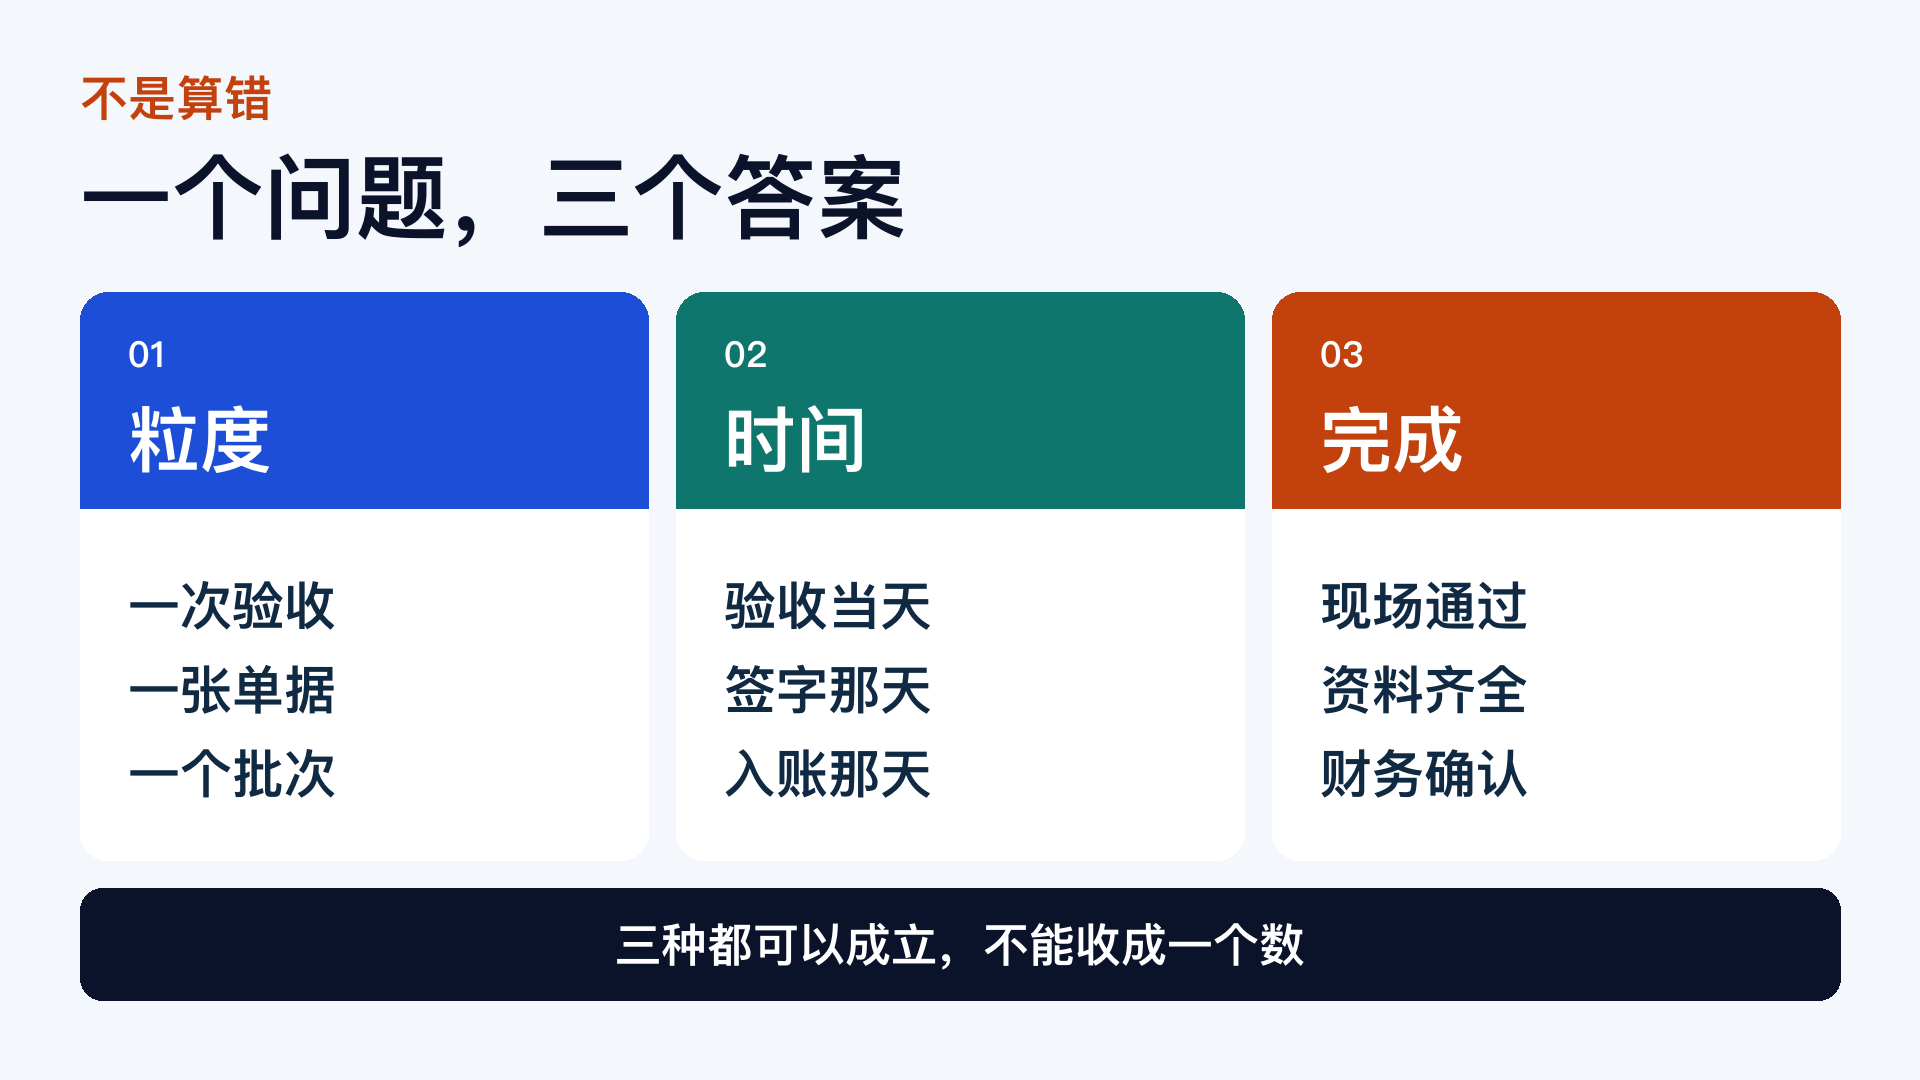 不是算错
一个问题，三个答案
01
粒度
一次验收
一张单据
一个批次
02
时间
验收当天
签字那天
入账那天
03
完成
现场通过
资料齐全
财务确认
三种都可以成立，不能收成一个数